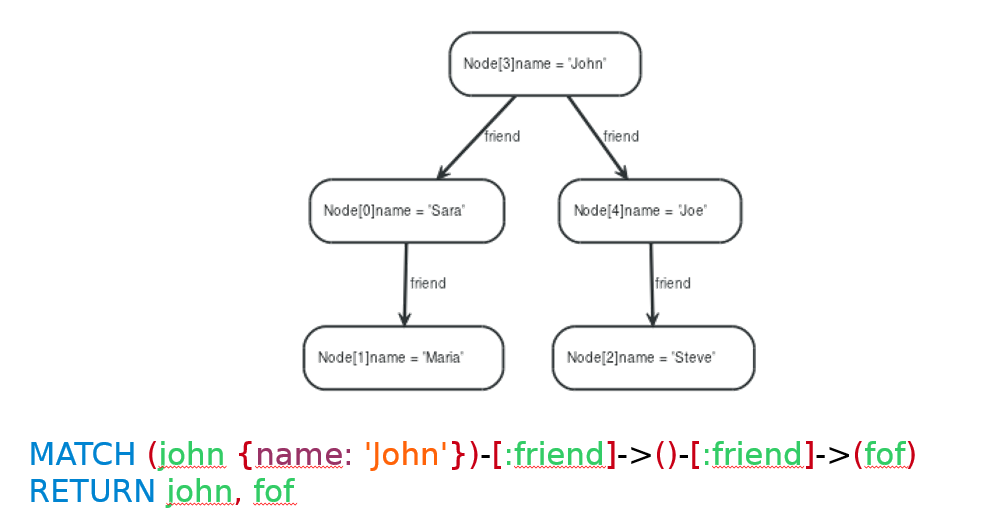 Node[3]name = 'John'
friend
friend
Node[0]name = 'Sara'
Node[4]name = 'Joe'
friend
friend
Node[1]name = 'Maria'
Node[2]name = 'Steve'
MATCH (john {name: 'John'})-[:friend]->()-[:friend]->(fof)
RETURN john, fof